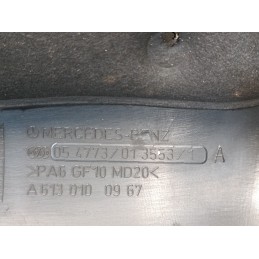 MERCEDES-BENZ
05 4773/01 3553/1 A
>PA6 GF10 MD20<
A 613 010 09 67